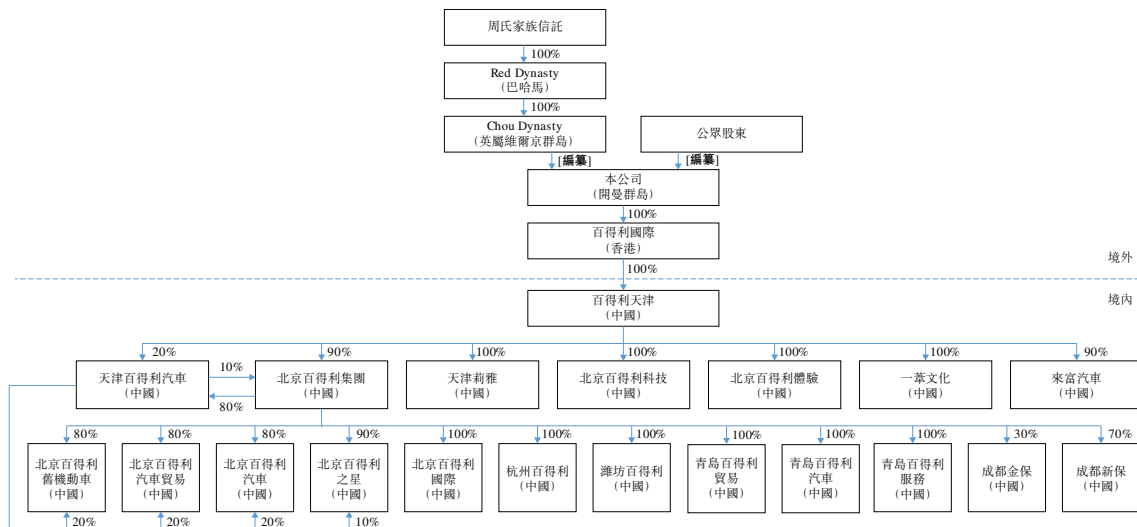 周氏家族信託
100%
Red Dynasty
(巴哈馬)
100%
Chou Dynasty
(英屬維爾京群島)
公眾股東
[編纂]
[編纂]
本公司
(開曼群島)
100%
百得利國際
(香港)
境外
100%
境內
百得利天津
(中國)
20%
90%
100%
100%
100%
100%
90%
10%
天津百得利汽車
(中國)
北京百得利集團
(中國)
天津莉雅
(中國)
北京百得利科技
(中國)
北京百得利體驗
(中國)
一葦文化
(中國)
來富汽車
(中國)
80%
80%
80%
80%
90%
100%
100%
100%
100%
100%
100%
30%
70%
北京百得利
舊機動車
(中國)
北京百得利
汽車貿易
(中國)
北京百得利
汽車
(中國)
北京百得利
之星
(中國)
北京百得利
國際
(中國)
杭州百得利
(中國)
濰坊百得利
(中國)
青島百得利
貿易
(中國)
青島百得利
汽車
(中國)
青島百得利
服務
(中國)
成都金保
(中國)
成都新保
(中國)
20%
20%
20%
10%